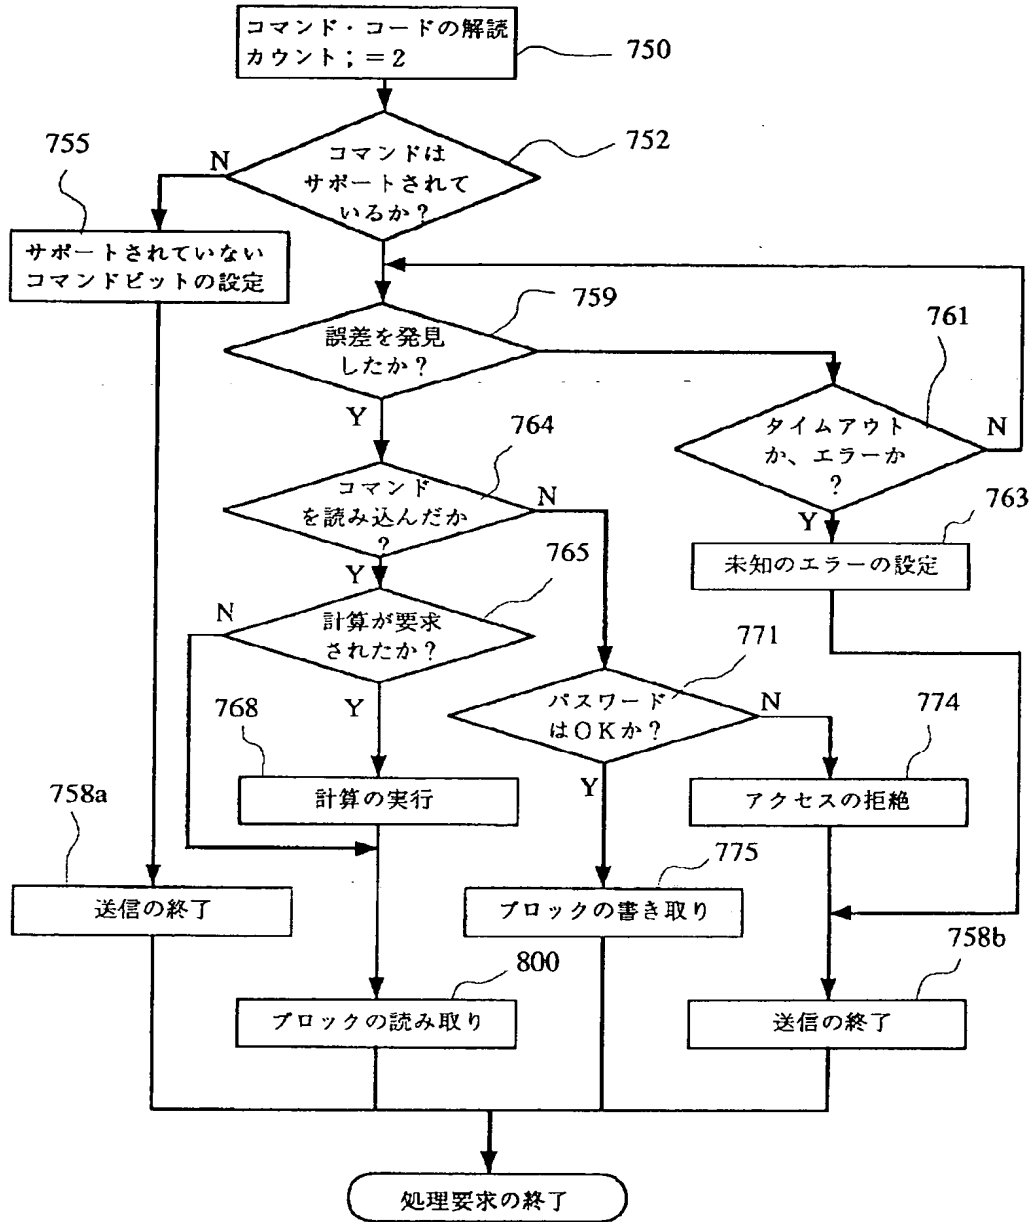 コマンド・コードの解読
カウント;=2
750
752
コマンドは
サポートされて
いるか?
N
755
サポートされていない
コマンドビットの設定
759
誤差を発見
したか?
Y
761
タイムアウト
か、エラーか
?
N
Y
764
コマンド
を読み込んだか
?
N
Y
763
未知のエラーの設定
765
計算が要求
されたか?
N
Y
771
パスワード
はOKか?
N
Y
768
計算の実行
774
アクセスの拒絶
758a
送信の終了
775
ブロックの書き取り
800
ブロックの読み取り
758b
送信の終了
処理要求の終了